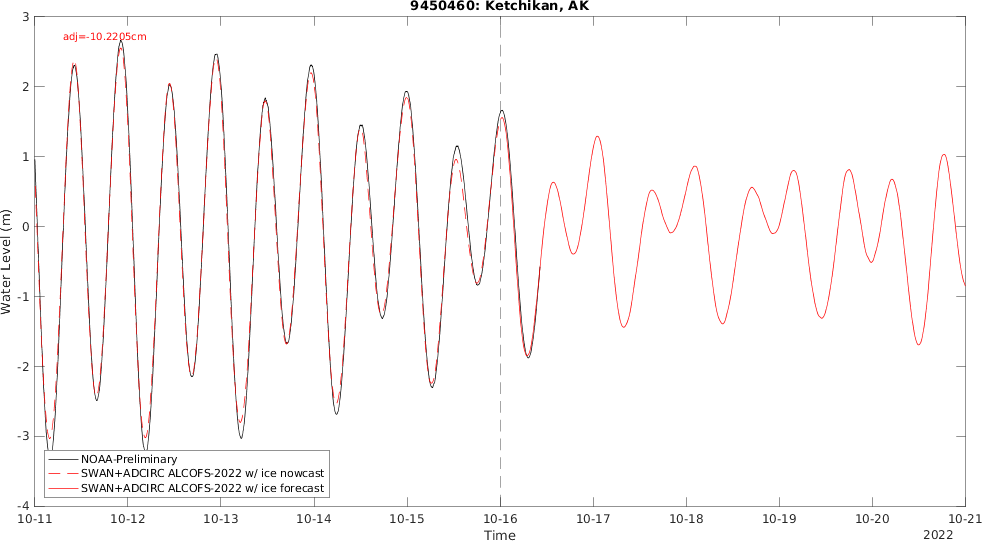 9450460: Ketchikan, AK
adj=-10.2205cm
3
2
1
0
-1
-2
-3
-4
Water Level (m)
NOAA-Preliminary
SWAN+ADCIRC ALCOFS-2022 w/ ice nowcast
SWAN+ADCIRC ALCOFS-2022 w/ ice forecast
10-11 10-12 10-13 10-14 10-15 10-16 10-17 10-18 10-19 10-20 10-21
Time
2022